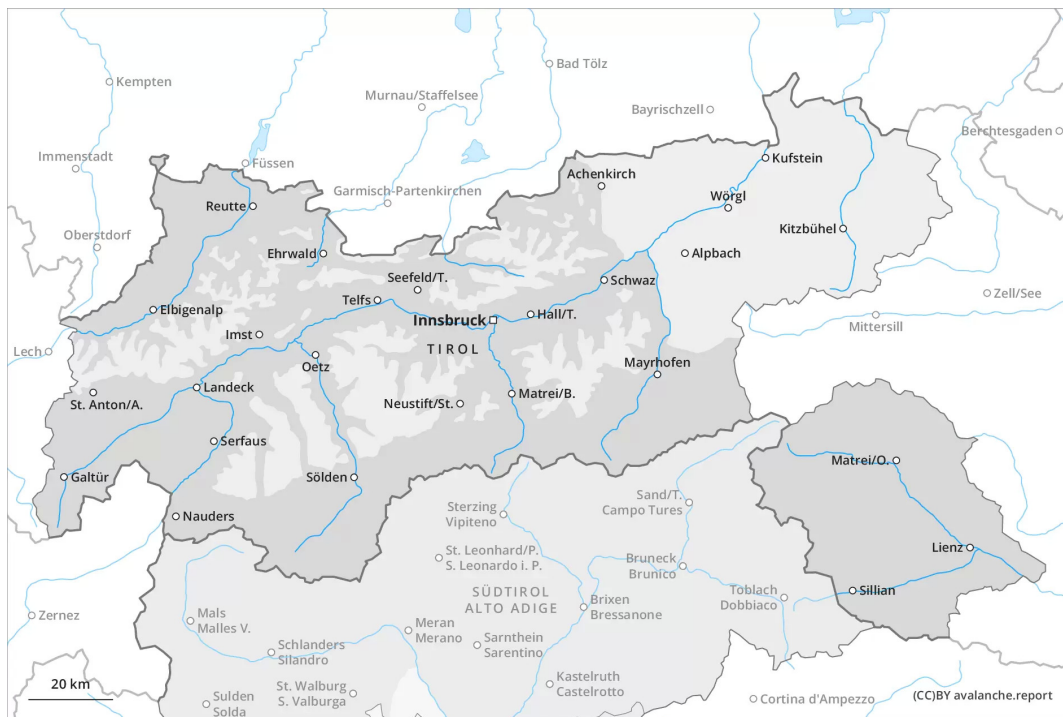 Kempten
Bad Tölz
Murnau/Staffelsee
Bayrischzell
Berchtesgaden
Immenstadt
Füssen
Kufstein
Achenkirch
Garmisch-Partenkirchen
Reutte
Wörgl
Kitzbühel
Oberstdorf
Ehrwald
Alpbach
Seefeld/T.
Schwaz
Zell/See
Telfs
Elbigenalp
Innsbruck
Hall/T.
Mittersill
Imst
TIROL
Lech
Oetz
Mayrhofen
Landeck
St. Anton/A.
Neustift/St.
Matrei/B.
Serfaus
Matrei/O.
Galtür
Sölden
Sand/T.
Campo Tures
Sterzing
Vipiteno
Nauders
Lienz
St. Leonhard/P.
S. Leonardo i. P.
Bruneck
Brunico
SÜDTIROL
ALTO ADIGE
Sillian
Toblach
Dobbiaco
Brixen
Bressanone
Zernez
Mals
Malles V.
Meran
Merano
Sarnthein
Sarentino
Schlanders
Silandro
Kastelruth
Castelrotto
St. Walburg
S. Valburga
20 km
Sulden
Solda
Cortina d'Ampezzo
(CC)BY avalanche.report